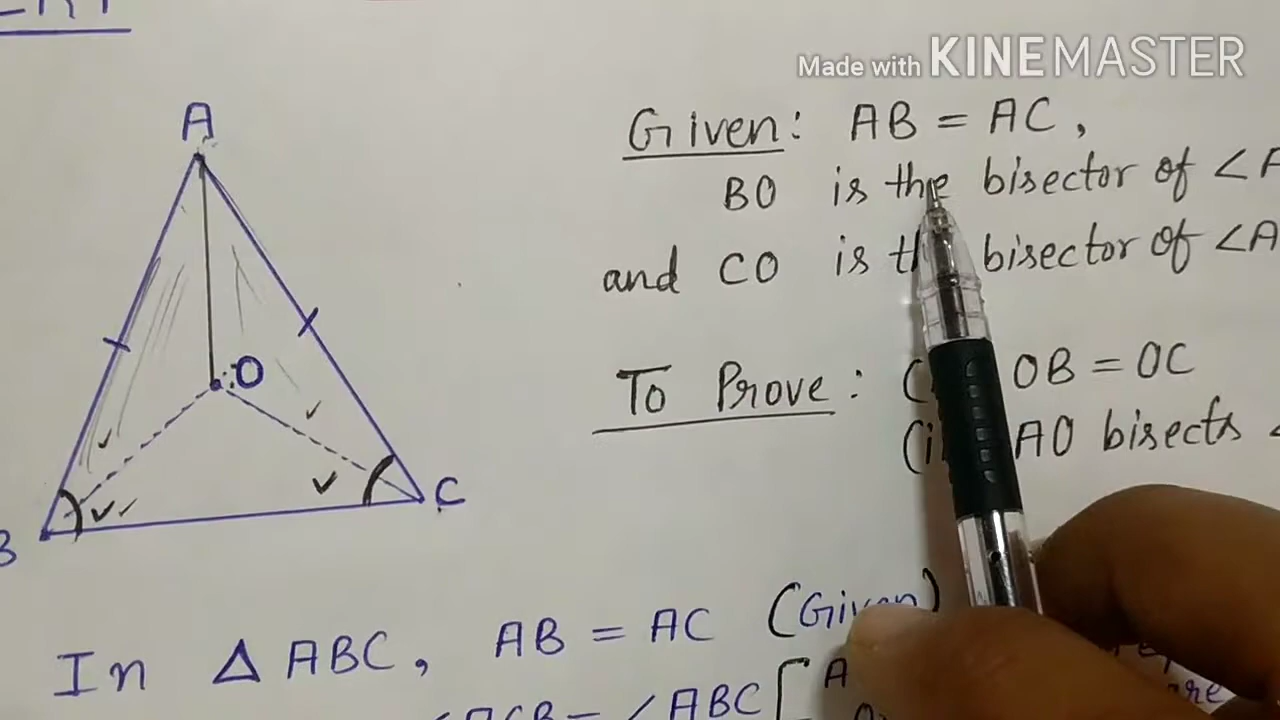 Made with KINEMASTER
A
Given: AB = AC,
BO is the bisector of ∠
and CO is bisector of ∠A
O
To Prove: OB = OC
AO bisects ∠
C
B
In Δ ABC, AB = AC (Given)
∠ACB = ∠ABC [